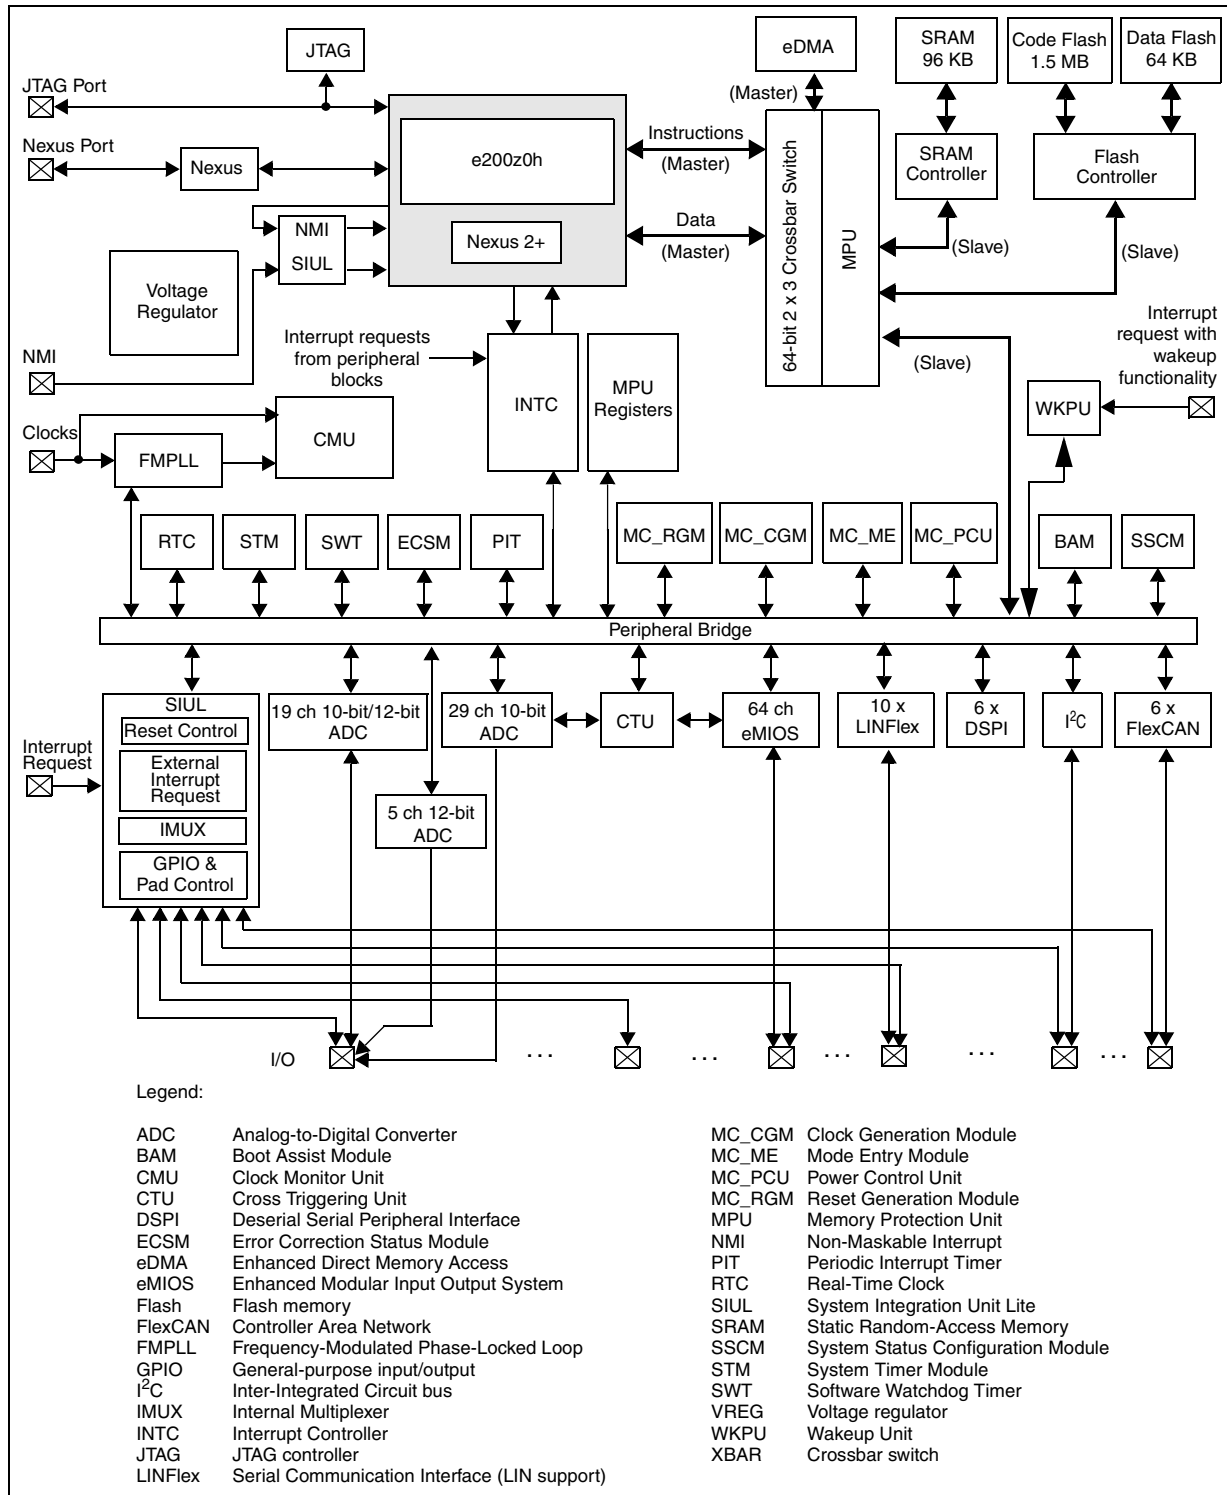 JTAG
eDMA
SRAM
96 KB
Code Flash
1.5 MB
Data Flash
64 KB
JTAG Port
(Master)
Nexus Port
Nexus
e200z0h
Instructions
(Master)
SRAM
Controller
Flash
Controller
NMI
SIUL
Nexus 2+
Data
(Master)
64-bit 2 x 3 Crossbar Switch
MPU
(Slave)
(Slave)
Voltage
Regulator
Interrupt requests
from peripheral
blocks
Interrupt
request with
wakeup
functionality
NMI
INTC
MPU
Registers
(Slave)
WKPU
Clocks
FMPLL
CMU
RTC
STM
SWT
ECSM
PIT
MC_RGM
MC_CGM
MC_ME
MC_PCU
BAM
SSCM
Peripheral Bridge
SIUL
Reset Control
External
Interrupt
Request
IMUX
GPIO &
Pad Control
Interrupt
Request
19 ch 10-bit/12-bit
ADC
29 ch 10-bit
ADC
CTU
64 ch
eMIOS
10 x
LINFlex
6 x
DSPI
I2C
6 x
FlexCAN
5 ch 12-bit
ADC
I/O
. . .
. . .
. . .
. . .
. . .
Legend:
ADC Analog-to-Digital Converter
BAM Boot Assist Module
CMU Clock Monitor Unit
CTU Cross Triggering Unit
DSPI Deserial Serial Peripheral Interface
ECSM Error Correction Status Module
eDMA Enhanced Direct Memory Access
eMIOS Enhanced Modular Input Output System
Flash Flash memory
FlexCAN Controller Area Network
FMPLL Frequency-Modulated Phase-Locked Loop
GPIO General-purpose input/output
I2C Inter-Integrated Circuit bus
IMUX Internal Multiplexer
INTC Interrupt Controller
JTAG JTAG controller
LINFlex Serial Communication Interface (LIN support)
MC_CGM Clock Generation Module
MC_ME Mode Entry Module
MC_PCU Power Control Unit
MC_RGM Reset Generation Module
MPU Memory Protection Unit
NMI Non-Maskable Interrupt
PIT Periodic Interrupt Timer
RTC Real-Time Clock
SIUL System Integration Unit Lite
SRAM Static Random-Access Memory
SSCM System Status Configuration Module
STM System Timer Module
SWT Software Watchdog Timer
VREG Voltage regulator
WKPU Wakeup Unit
XBAR Crossbar switch